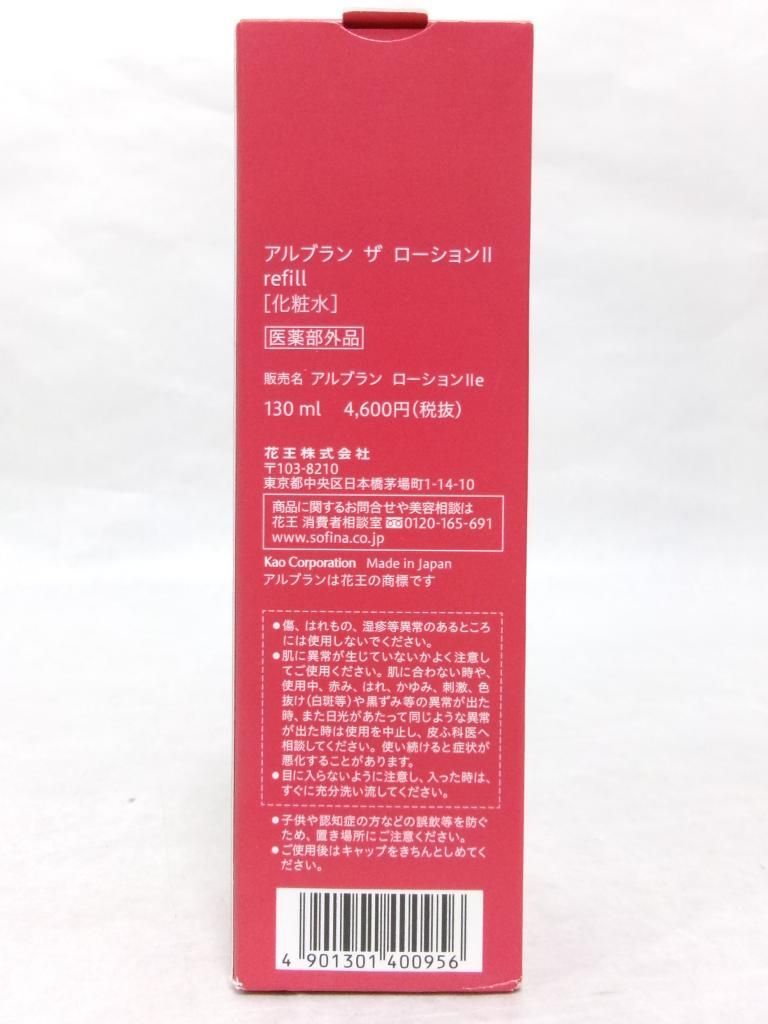 アルブラン ザ ローションII
refill
[化粧水]
医薬部外品
販売名 アルブラン ローションIIe
130 ml 4,600円(税抜)
花王株式会社
〒103-8210
東京都中央区日本橋茅場町1-14-10
商品に関するお問合せや美容相談は
花王 消費者相談室 0120-165-691
www.sofina.co.jp
Kao Corporation Made in Japan
アルブランは花王の商標です
●傷、はれもの、湿疹等異常のあるところ
には使用しないでください。
●肌に異常が生じていないかよく注意し
てご使用ください。肌に合わない時や、
使用中、赤み、はれ、かゆみ、刺激、色
抜け(白斑等)や黒ずみ等の異常が出た
時、また日光があたって同じような異常
が出た時は使用を中止し、皮ふ科医へ
相談してください。使い続けると症状が
悪化することがあります。
●目に入らないように注意し、入った時は、
すぐに充分洗い流してください。
●子供や認知症の方などの誤飲等を防ぐ
ため、置き場所にご注意ください。
●ご使用後はキャップをきちんとしめてく
ださい。
4 901301 400956